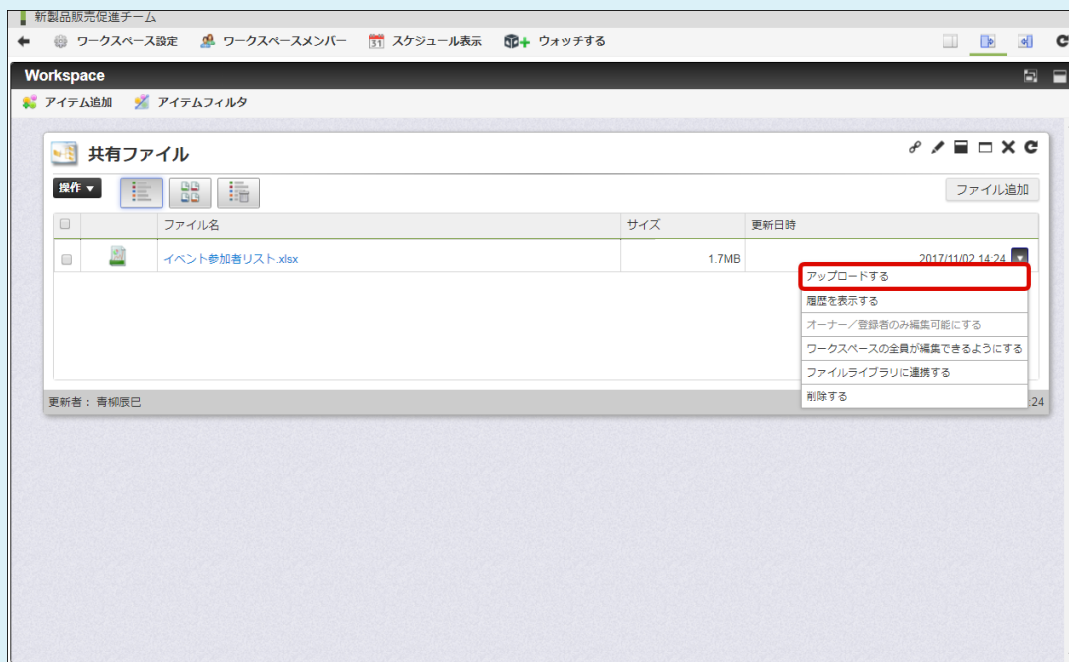 新製品販売促進チーム
ワークスペース設定 ワークスペースメンバー 31 スケジュール表示 ウォッチする
Workspace
アイテム追加 アイテムフィルタ
共有ファイル
操作 ▼ ファイル追加
ファイル名 サイズ 更新日時
イベント参加者リスト.xlsx 1.7MB 2017/11/02 14:24
アップロードする
履歴を表示する
オーナー／登録者のみ編集可能にする
ワークスペースの全員が編集できるようにする
ファイルライブラリに連携する
削除する
更新者： 青柳辰巳 :24